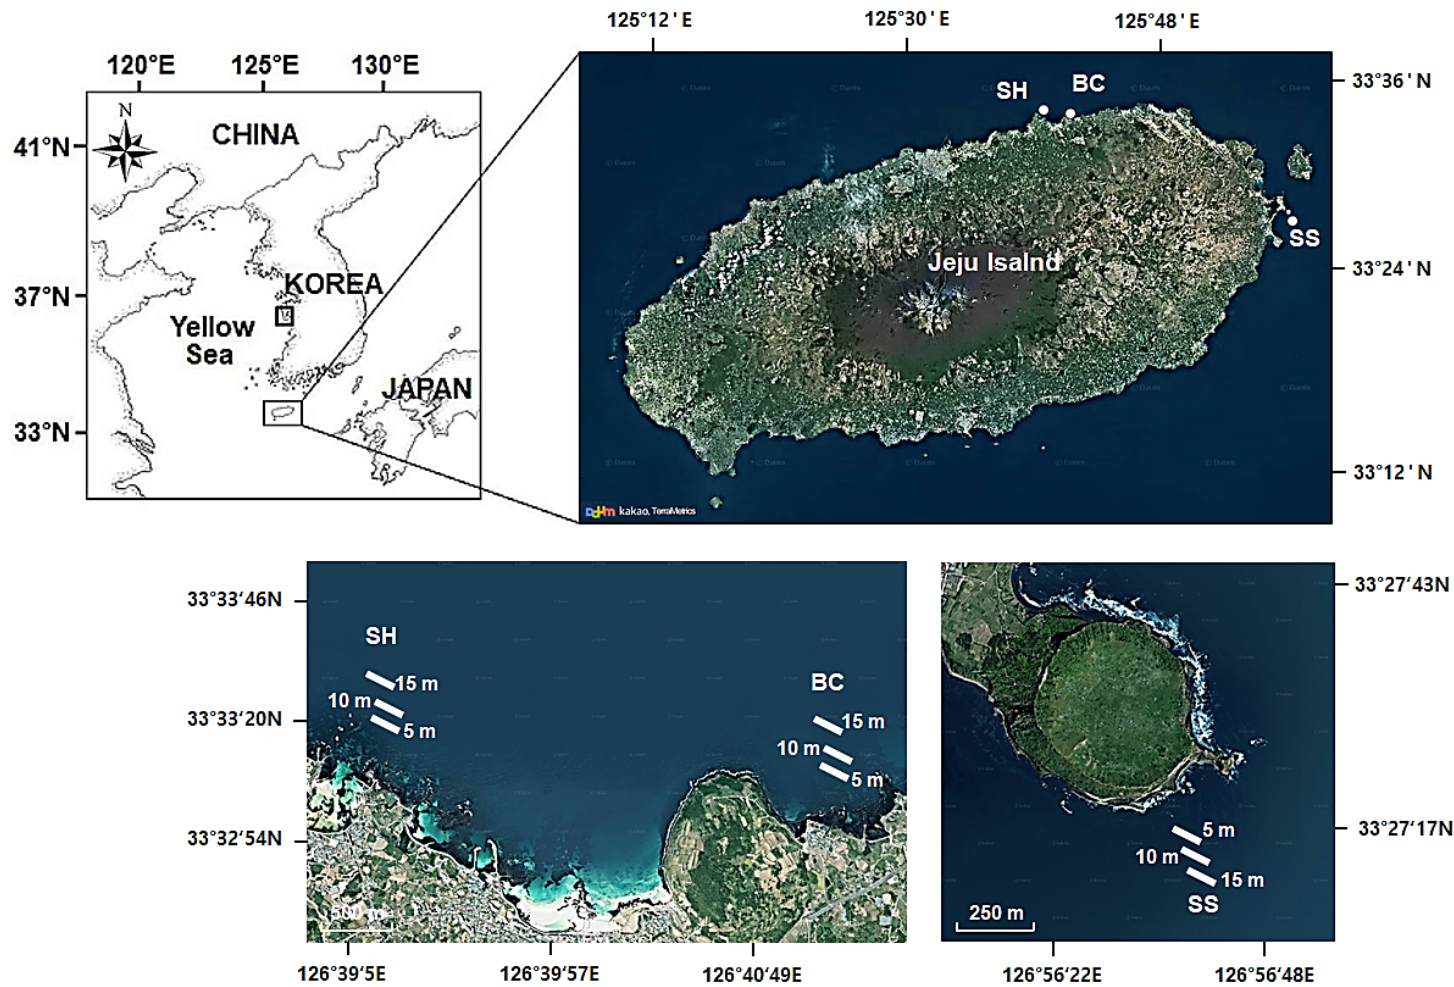 125°12 ' E
125°30 ' E
125°48 ' E
120°E
125°E
130°E
33°36 ' N
33°24 ' N
33°12 ' N
41°N
37°N
33°N
N
CHINA
KOREA
Yellow
Sea
JAPAN
SH
BC
SS
Jeju Isalnd
Daum kakao, TerraMetrics
33°33‘46N
33°33‘20N
33°32‘54N
SH
15 m
10 m
5 m
BC
15 m
10 m
5 m
500 m
126°39‘5E
126°39‘57E
126°40‘49E
33°27‘43N
33°27‘17N
5 m
10 m
15 m
SS
250 m
126°56‘22E
126°56‘48E